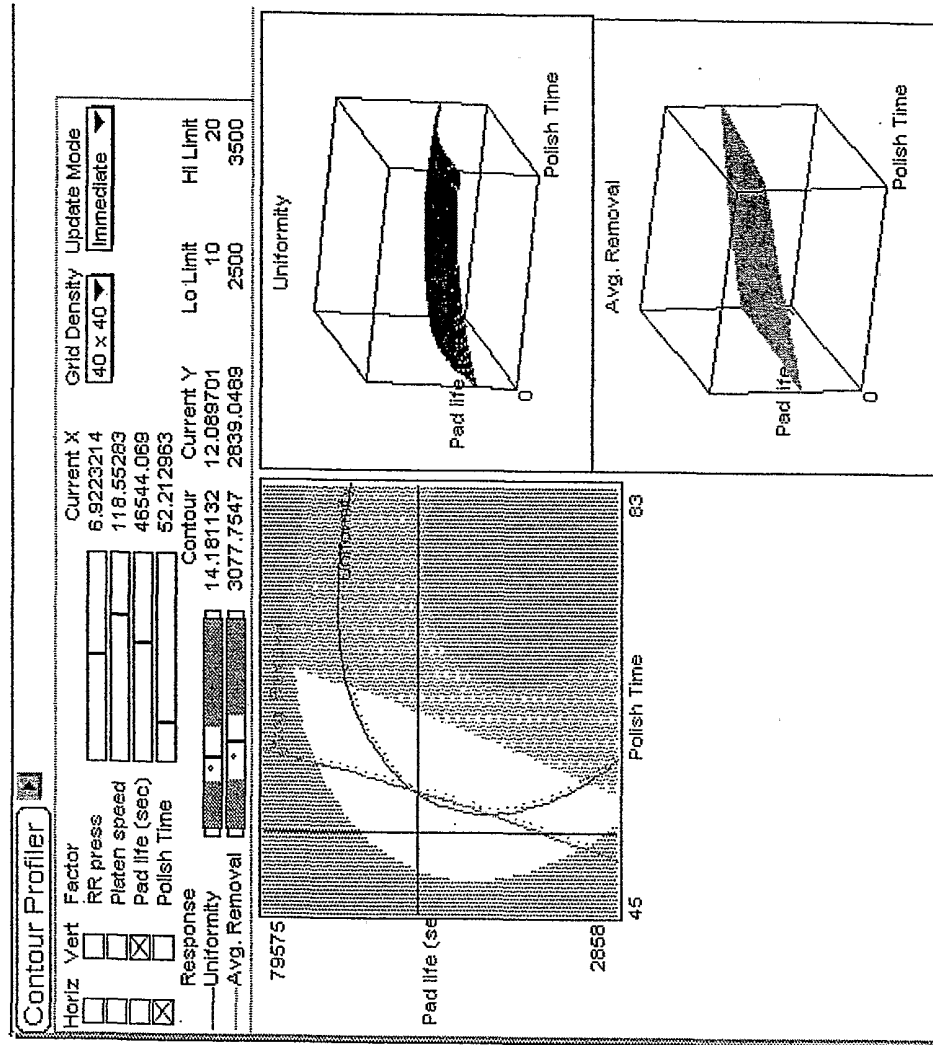 Contour Profiler
Horiz Vert Factor Current X Grid Density Update Mode
RR press 6.9223214 40 x 40 Immediate
Platen speed 118.55283
Pad life (sec) 46544.069
Polish Time 52.212963
Response Contour Current Y Lo Limit Hi Limit
Uniformity 14.181132 12.089701 10 20
Avg. Removal 3077.7547 2839.0489 2500 3500
79575
Pad life (se
2858
45
Polish Time
83
Uniformity
Uniformity
Pad life
0
Polish Time
Avg. Removal
Pad life
0
Polish Time